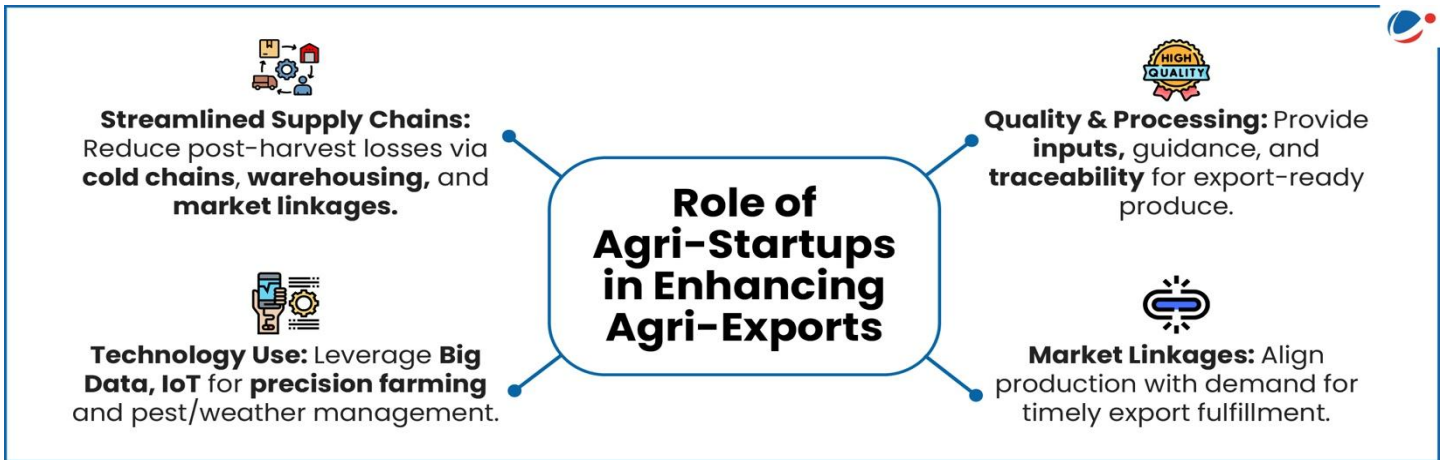 Streamlined Supply Chains:
Reduce post-harvest losses via
cold chains, warehousing, and
market linkages.
HIGH
QUALITY
Quality & Processing: Provide
inputs, guidance, and
traceability for export-ready
produce.
Role of
Agri-Startups
in Enhancing
Agri-Exports
Technology Use: Leverage Big
Data, IoT for precision farming
and pest/weather management.
Market Linkages: Align
production with demand for
timely export fulfillment.